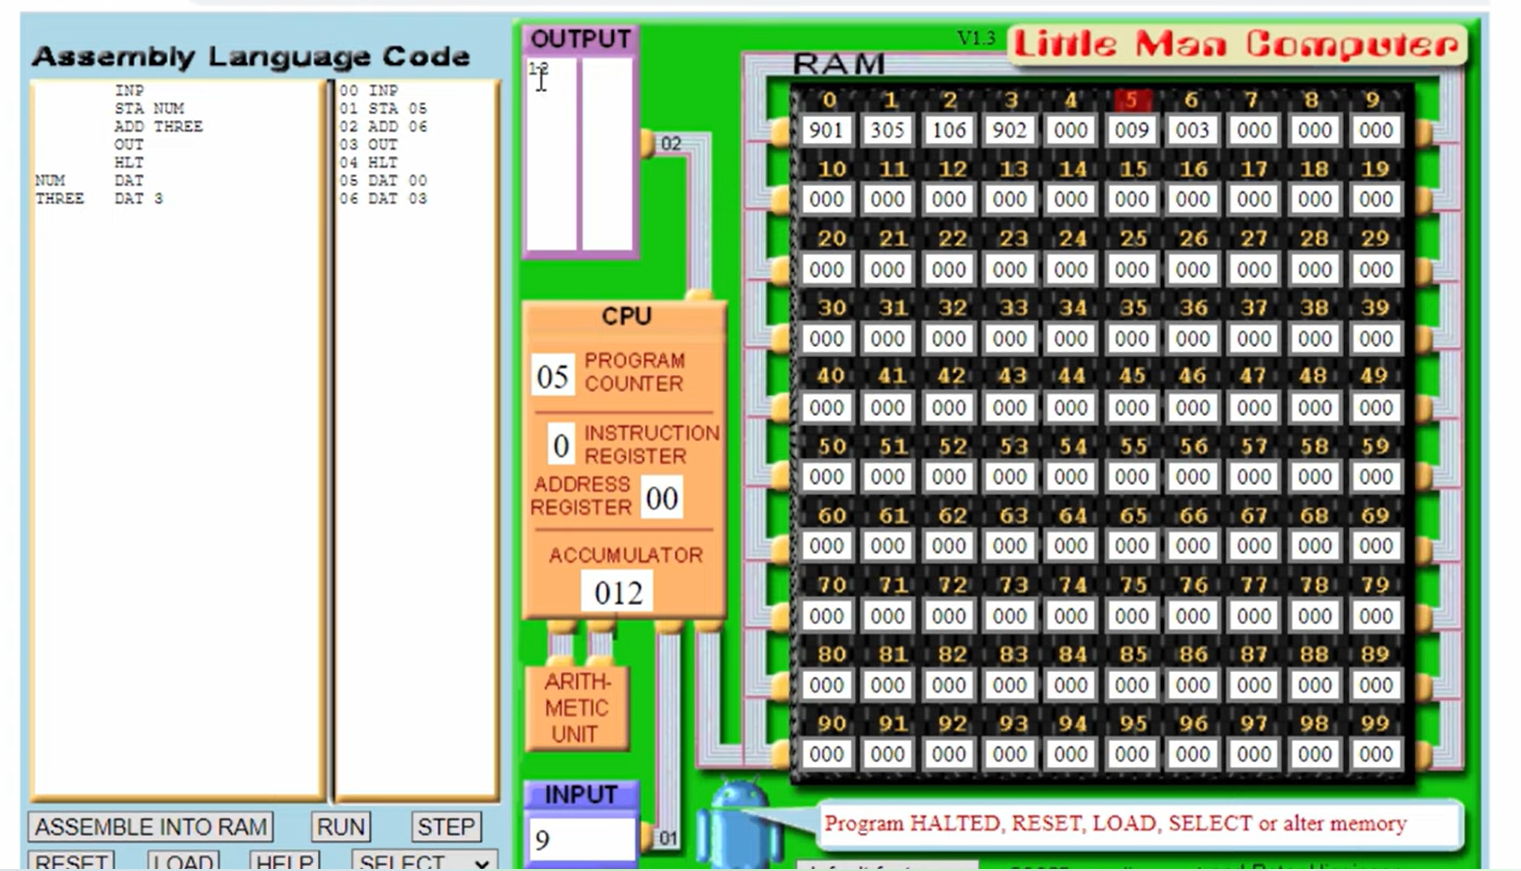 Assembly Language Code
INP
STA NUM
ADD THREE
OUT
HLT
NUM DAT
THREE DAT 3
00 INP
01 STA 05
02 ADD 06
03 OUT
04 HLT
05 DAT 00
06 DAT 03
ASSEMBLE INTO RAM RUN STEP
RESET LOAD HELP SELECT
OUTPUT
12
02
CPU
05 PROGRAM
COUNTER
0 INSTRUCTION
REGISTER
ADDRESS
REGISTER 00
ACCUMULATOR
012
ARITH-
METIC
UNIT
INPUT
9
01
V1.3 Little Man Computer
RAM
0 1 2 3 4 5 6 7 8 9
901 305 106 902 000 009 003 000 000 000
10 11 12 13 14 15 16 17 18 19
000 000 000 000 000 000 000 000 000 000
20 21 22 23 24 25 26 27 28 29
000 000 000 000 000 000 000 000 000 000
30 31 32 33 34 35 36 37 38 39
000 000 000 000 000 000 000 000 000 000
40 41 42 43 44 45 46 47 48 49
000 000 000 000 000 000 000 000 000 000
50 51 52 53 54 55 56 57 58 59
000 000 000 000 000 000 000 000 000 000
60 61 62 63 64 65 66 67 68 69
000 000 000 000 000 000 000 000 000 000
70 71 72 73 74 75 76 77 78 79
000 000 000 000 000 000 000 000 000 000
80 81 82 83 84 85 86 87 88 89
000 000 000 000 000 000 000 000 000 000
90 91 92 93 94 95 96 97 98 99
000 000 000 000 000 000 000 000 000 000
Program HALTED, RESET, LOAD, SELECT or alter memory